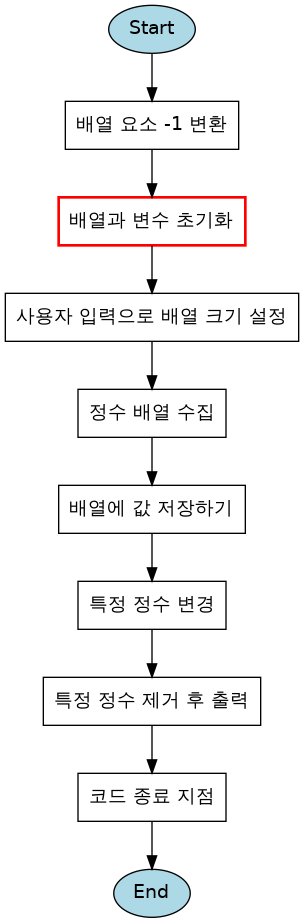 Start
배열 요소 -1 변환
배열과 변수 초기화
사용자 입력으로 배열 크기 설정
정수 배열 수집
배열에 값 저장하기
특정 정수 변경
특정 정수 제거 후 출력
코드 종료 지점
End